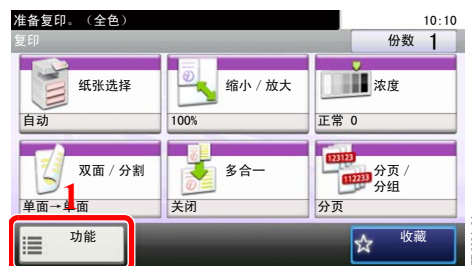 准备复印。（全色） 10:10
复印 份数 1
纸张选择 缩小 / 放大 浓度
自动 100% 正常 0
双面 / 分割 多合一 123123 112233 分页 /
分组
单面→单面 关闭 分页
1
功能 收藏